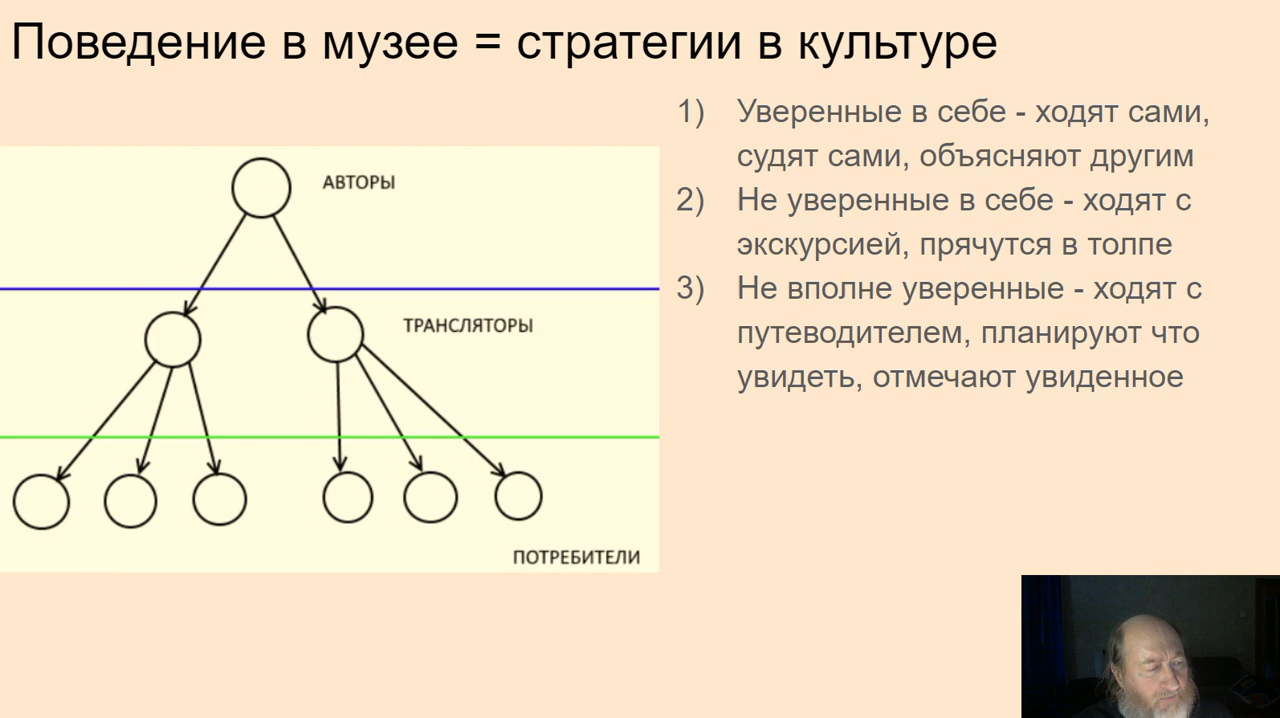 Поведение в музее = стратегии в культуре
АВТОРЫ
ТРАНСЛЯТОРЫ
ПОТРЕБИТЕЛИ
1) Уверенные в себе - ходят сами,
судят сами, объясняют другим
2) Не уверенные в себе - ходят с
экскурсией, прячутся в толпе
3) Не вполне уверенные - ходят с
путеводителем, планируют что
увидеть, отмечают увиденное